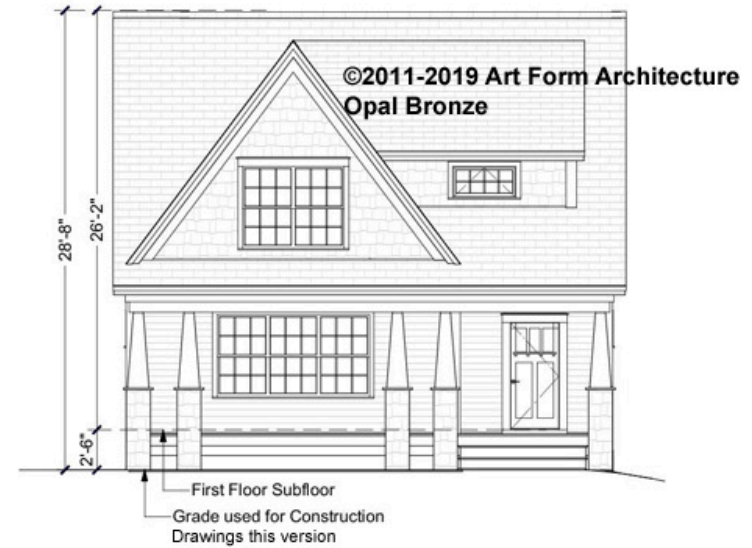 ©2011-2019 Art Form Architecture
Opal Bronze
28'-8"
26'-2"
2'-6"
First Floor Subfloor
Grade used for Construction
Drawings this version